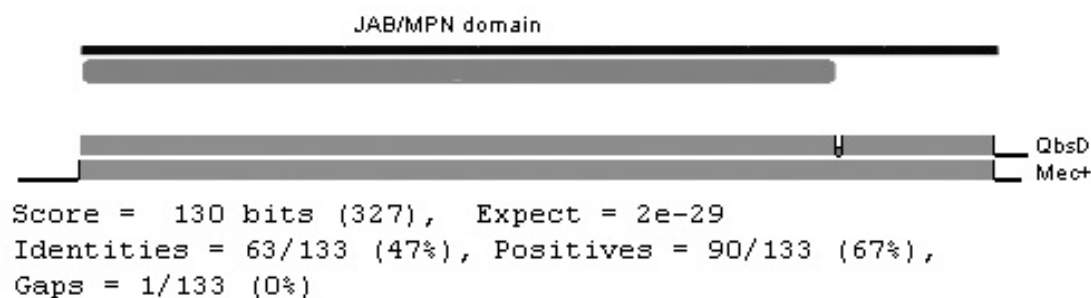 JAB/MPN domain
QbsD
Mec+
Score =  130 bits (327),  Expect = 2e-29
Identities = 63/133 (47%), Positives = 90/133 (67%),
Gaps = 1/133 (0%)